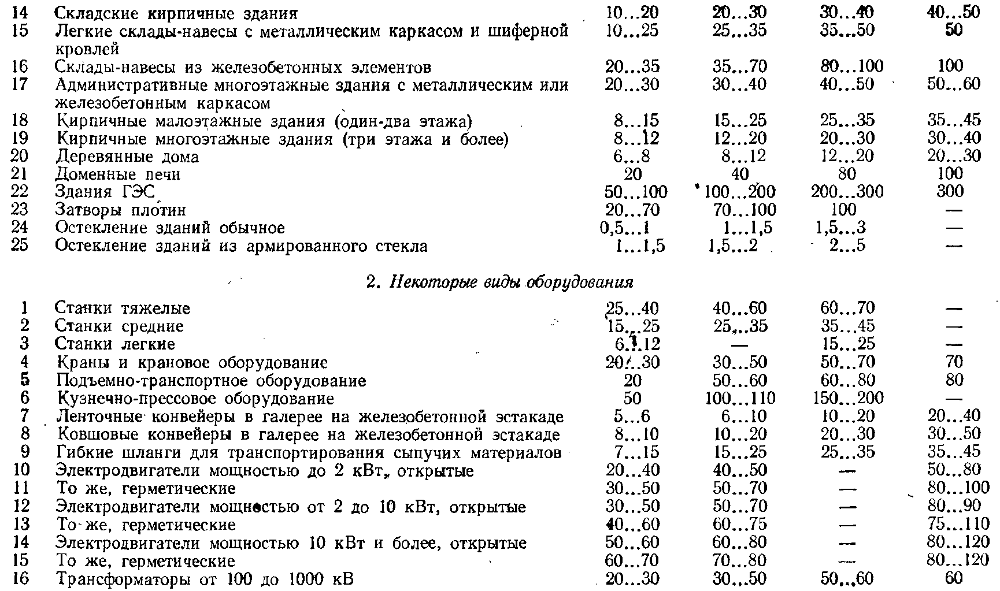 14 Складские кирпичные здания 10...20 20...30 30...40 40...50
15 Легкие склады-навесы с металлическим каркасом и шиферной 10...25 25...35 35...50 50
кровлей
16 Склады-навесы из железобетонных элементов 20...35 35...70 80...100 100
17 Административные многоэтажные здания с металлическим или 20...30 30...40 40...50 50...60
железобетонным каркасом
18 Кирпичные малоэтажные здания (один-два этажа) 8...15 15...25 25...35 35...45
19 Кирпичные многоэтажные здания (три этажа и более) 8...12 12...20 20...30 30...40
20 Деревянные дома 6...8 8...12 12...20 20...30
21 Доменные печи 20 40 80 100
22 Здания ГЭС 50...100 100...200 200...300 300
23 Затворы плотин 20...70 70...100 100 —
24 Остекление зданий обычное 0,5...1 1...1,5 1,5...3 —
25 Остекление зданий из армированного стекла 1...1,5 1,5...2 2...5 —
2. Некоторые виды оборудования
1 Станки тяжелые 25...40 40...60 60...70 —
2 Станки средние 15...25 25...35 35...45 —
3 Станки легкие 6...12 — 15...25 —
4 Краны и крановое оборудование 20...30 30...50 50...70 70
5 Подъемно-транспортное оборудование 20 50...60 60...80 80
6 Кузнечно-прессовое оборудование 50 100...110 150...200 —
7 Ленточные конвейеры в галерее на железобетонной эстакаде 5...6 6...10 10...20 20...40
8 Ковшовые конвейеры в галерее на железобетонной эстакаде 8...10 10...20 20...30 30...50
9 Гибкие шланги для транспортирования сыпучих материалов 7...15 15...25 25...35 35...45
10 Электродвигатели мощностью до 2 кВт, открытые 20...40 40...50 — 50...80
11 То же, герметические 30...50 50...70 — 80...100
12 Электродвигатели мощностью от 2 до 10 кВт, открытые 30...50 50...70 — 80...90
13 То же, герметические 40...60 60...75 — 75...110
14 Электродвигатели мощностью 10 кВт и более, открытые 50...60 60...80 — 80...120
15 То же, герметические 60...70 70...80 — 80...120
16 Трансформаторы от 100 до 1000 кВ 20...30 30...50 50...60 60